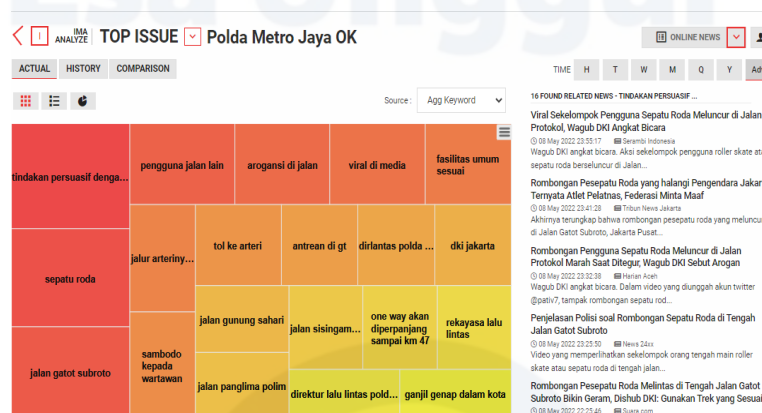 IMA
ANALYZE
TOP ISSUE Polda Metro Jaya OK
ONLINE NEWS
ACTUAL HISTORY COMPARISON
TIME H T W M Q Y
Source : Agg Keyword
tindakan persuasif denga...
pengguna jalan lain
arogansi di jalan
viral di media
fasilitas umum
sesuai
sepatu roda
jalur arteriny...
tol ke arteri
antrean di gt
dirlantas polda ...
dki jakarta
jalan gatot subroto
sambodo
kepada
wartawan
jalan gunung sahari
jalan sisingam...
one way akan
diperpanjang
sampai km 47
rekayasa lalu
lintas
jalan panglima polim
direktur lalu lintas pold...
ganjil genap dalam kota
16 FOUND RELATED NEWS - TINDAKAN PERSUASIF ...
Viral Sekelompok Pengguna Sepatu Roda Meluncur di Jalan
Protokol, Wagub DKI Angkat Bicara
08 May 2022 23:55:17 Serambi Indonesia
Wagub DKI angkat bicara. Aksi sekelompok pengguna roller skate
sepatu roda berseluncur di Jalan...
Rombongan Pesepatu Roda yang halangi Pengendara
Ternyata Atlet Pelatnas, Federasi Minta Maaf
08 May 2022 23:41:28 Tribun News Jakarta
Akhirnya terungkap bahwa rombongan pesepatu roda yang
di Jalan Gatot Subroto, Jakarta Pusat...
Rombongan Pengguna Sepatu Roda Meluncur di Jalan
Protokol Marah Saat Ditegur, Wagub DKI Sebut Arogan
08 May 2022 23:32:38 Harian Aceh
Wagub DKI angkat bicara. Dalam video yang diunggah akun twitter
@pativ7, tampak rombongan sepatu rod...
Penjelasan Polisi soal Rombongan Sepatu Roda di Tengah
Jalan Gatot Subroto
08 May 2022 23:25:50 News 24xx
Video yang memperlihatkan sekelompok orang tengah main roller
skate atau sepatu roda di tengah jalan...
Rombongan Pesepatu Roda Melintas di Tengah Jalan Gatot
Subroto Bikin Geram, Dishub DKI: Gunakan Trek yang Sesuai
08 May 2022 22:25:46 Suara.com